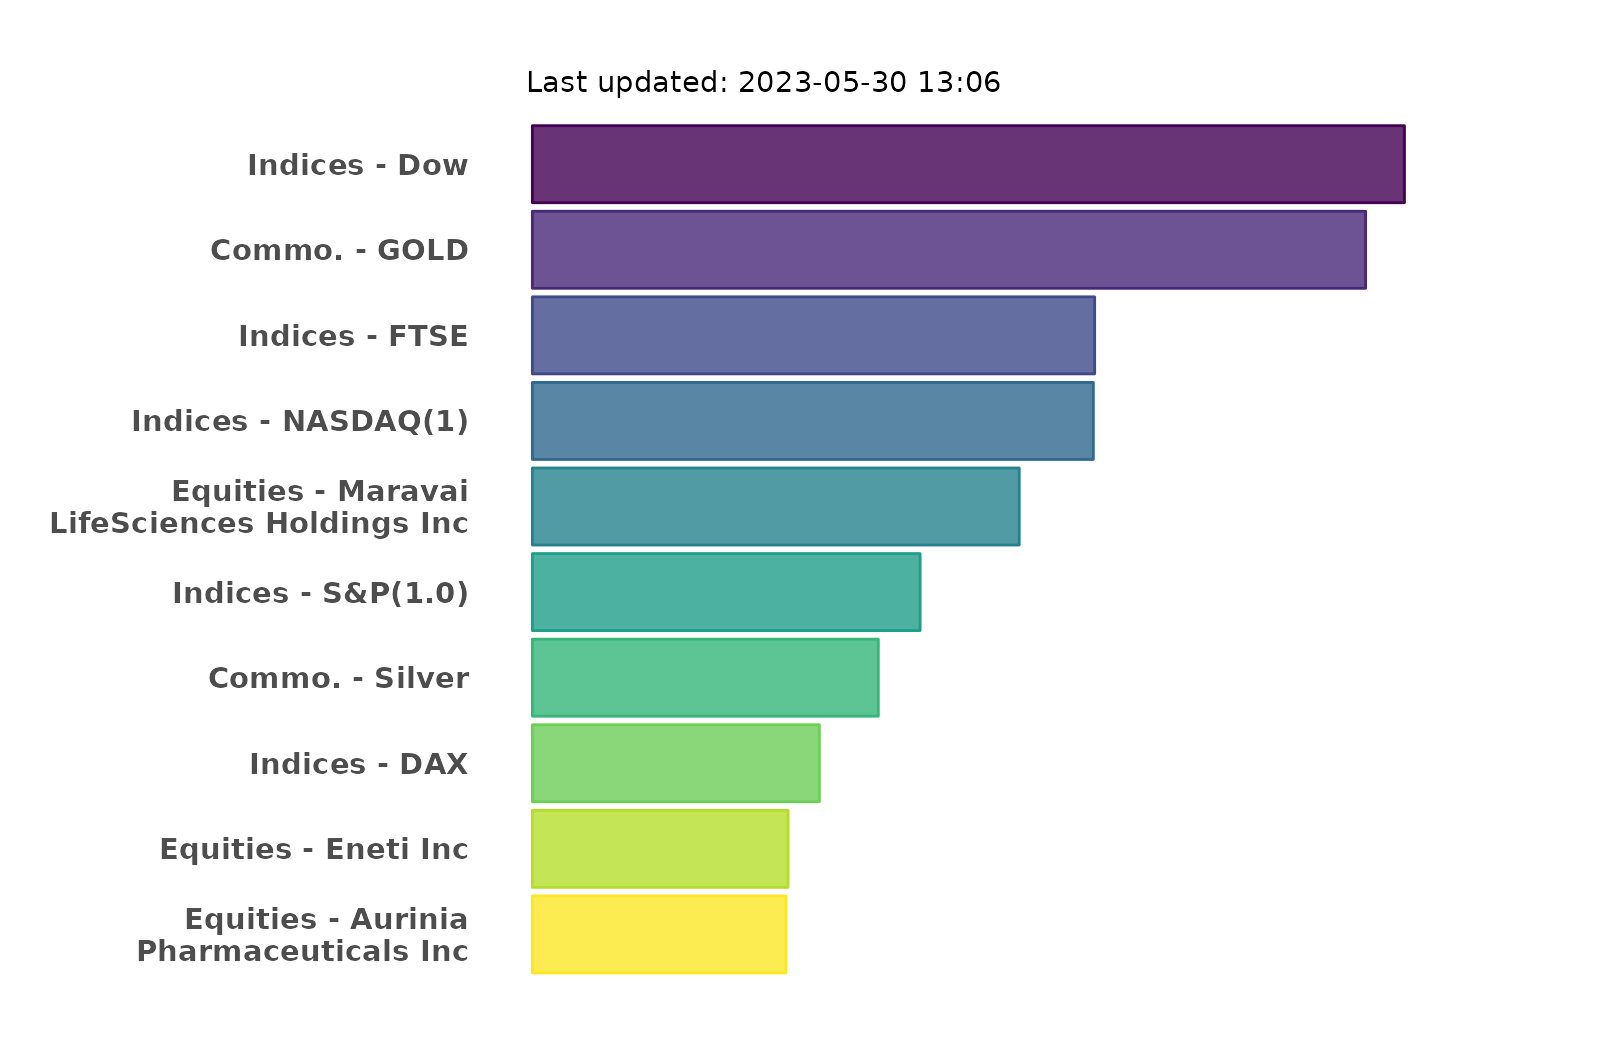 Last updated: 2023-05-30 13:06
Indices - Dow
Commo. - GOLD
Indices - FTSE
Indices - NASDAQ(1)
Equities - Maravai
LifeSciences Holdings Inc
Indices - S&P(1.0)
Commo. - Silver
Indices - DAX
Equities - Eneti Inc
Equities - Aurinia
Pharmaceuticals Inc